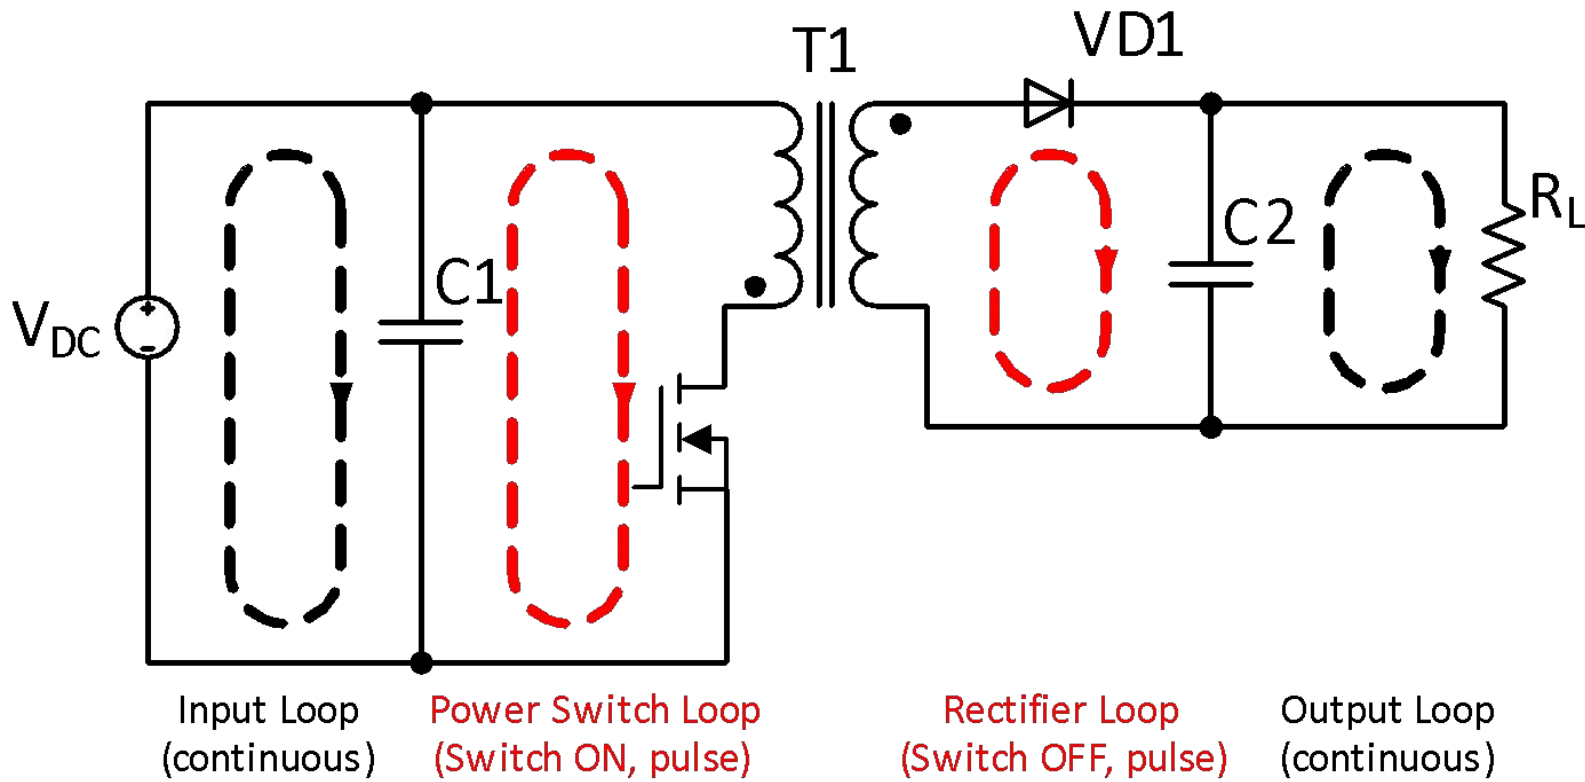 T1
VD1
V_DC
+
-
C1
C2
R_L
Input Loop
(continuous)
Power Switch Loop
(Switch ON, pulse)
Rectifier Loop
(Switch OFF, pulse)
Output Loop
(continuous)